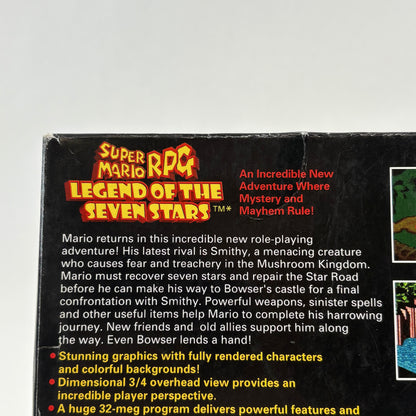 SUPER MARIO RPG
LEGEND OF THE
SEVEN STARS ™*
An Incredible New
Adventure Where
Mystery and
Mayhem Rule!
Mario returns in this incredible new role-playing
adventure! His latest rival is Smithy, a menacing creature
who causes fear and treachery in the Mushroom Kingdom.
Mario must recover seven stars and repair the Star Road
before he can make his way to Bowser's castle for a final
confrontation with Smithy. Powerful weapons, sinister spells
and other useful items help Mario to complete his harrowing
journey. New friends and old allies support him along
the way. Even Bowser lends a hand!
• Stunning graphics with fully rendered characters
and colorful backgrounds!
• Dimensional 3/4 overhead view provides an
incredible player perspective.
• A huge 32-meg program delivers powerful features and